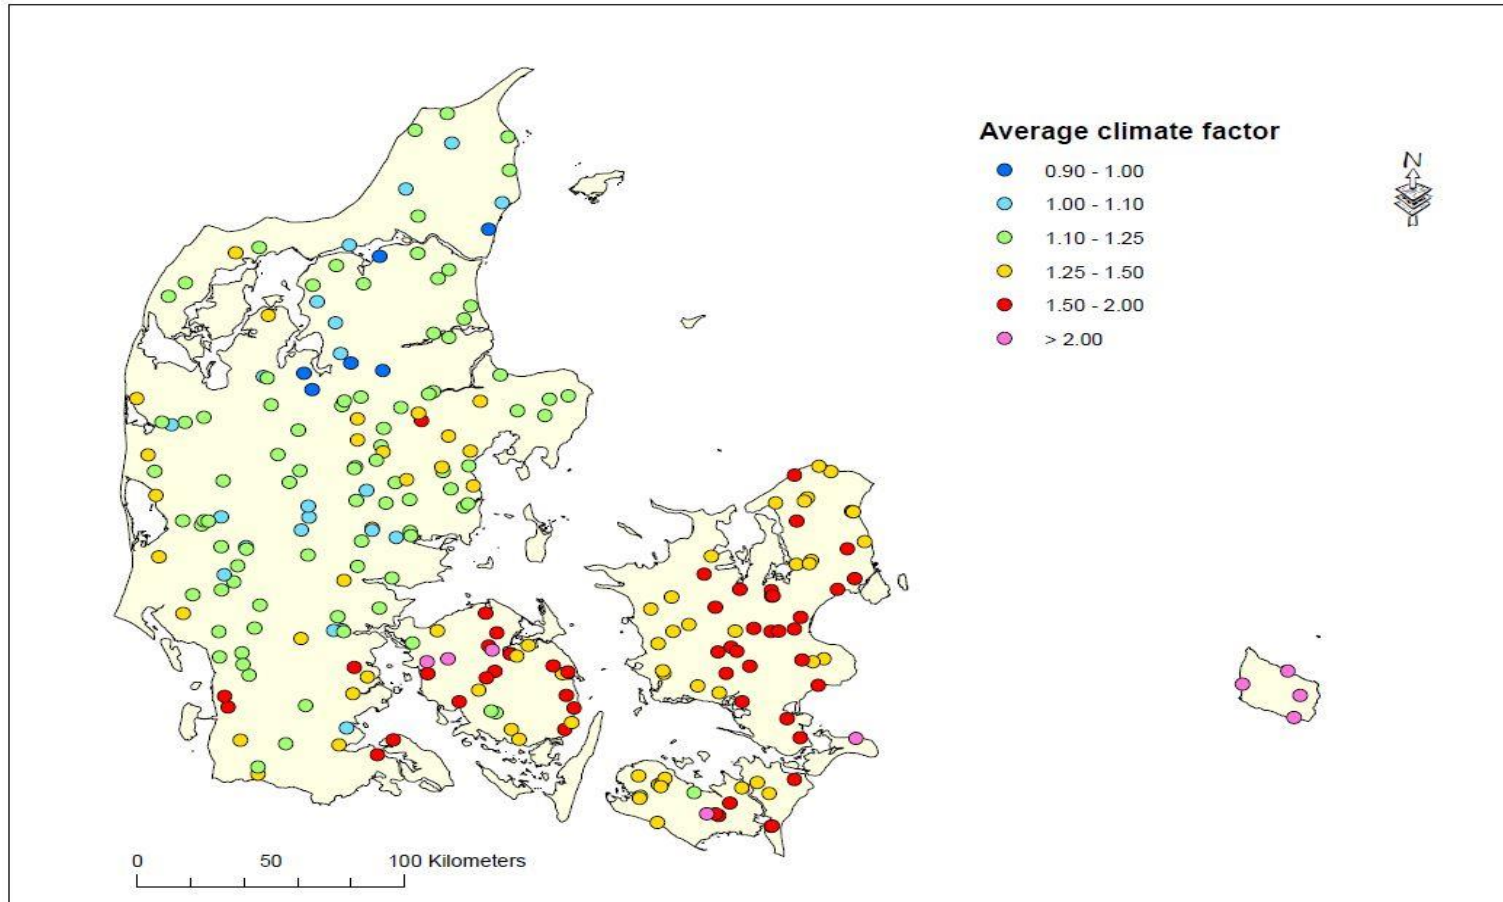 Average climate factor
0.90 - 1.00
1.00 - 1.10
1.10 - 1.25
1.25 - 1.50
1.50 - 2.00
> 2.00
N
0 50 100 Kilometers